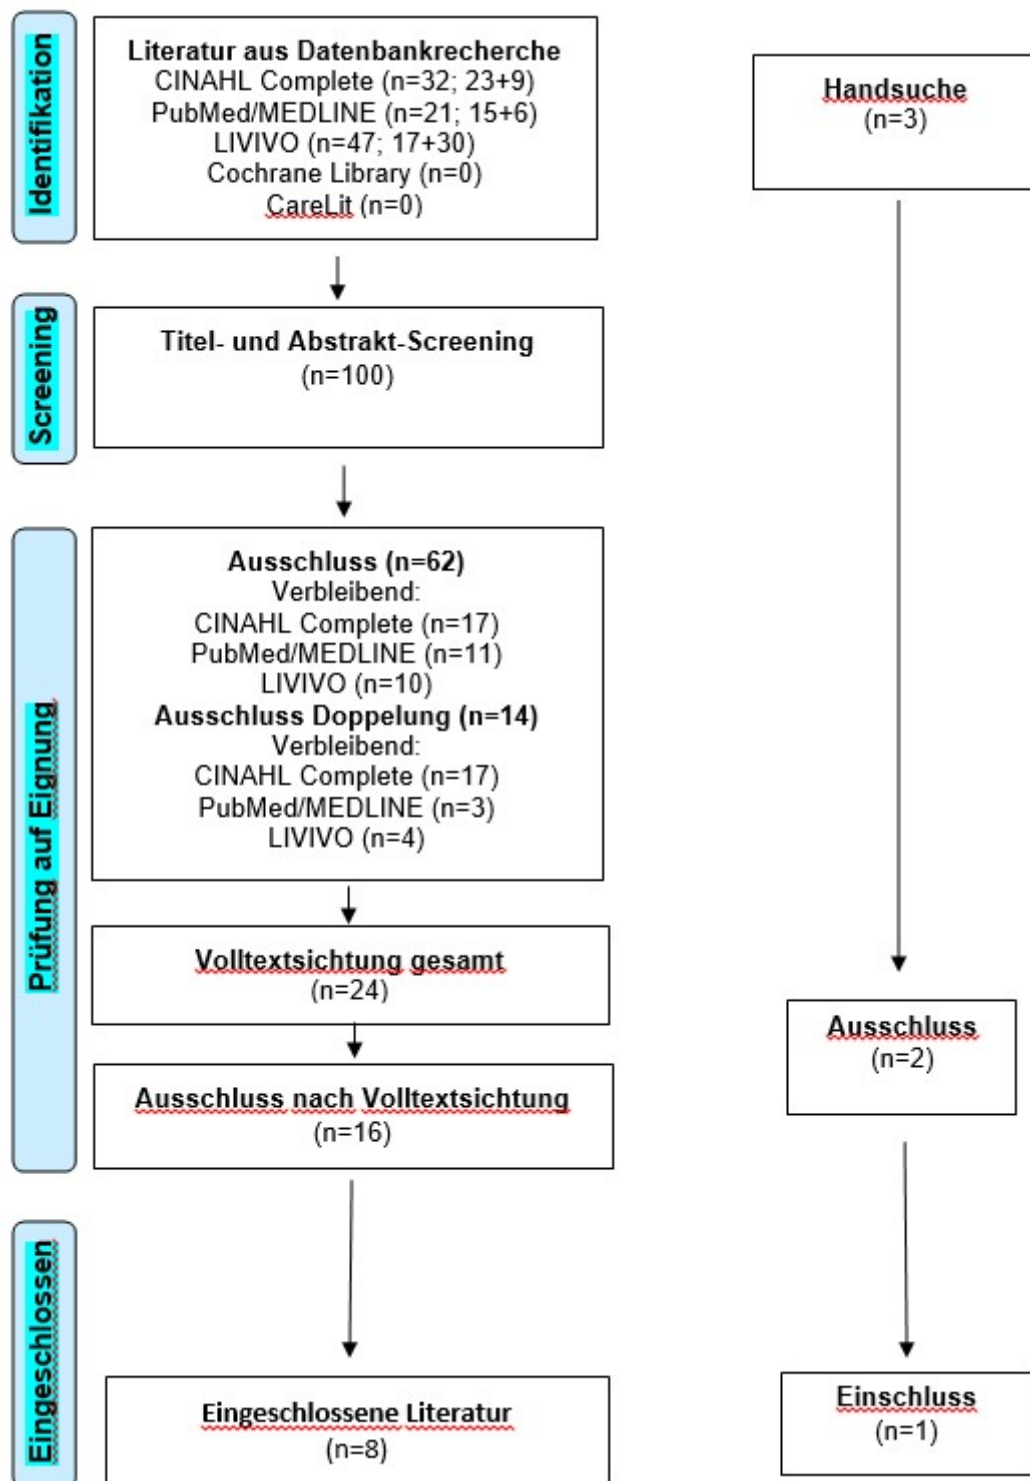 Identifikation
Literatur aus Datenbankrecherche
CINAHL Complete (n=32; 23+9)
PubMed/MEDLINE (n=21; 15+6)
LIVIVO (n=47; 17+30)
Cochrane Library (n=0)
CareLit (n=0)
Handsuche
(n=3)
Screening
Titel- und Abstrakt-Screening
(n=100)
Prüfung auf Eignung
Ausschluss (n=62)
Verbleibend:
CINAHL Complete (n=17)
PubMed/MEDLINE (n=11)
LIVIVO (n=10)
Ausschluss Doppelung (n=14)
Verbleibend:
CINAHL Complete (n=17)
PubMed/MEDLINE (n=3)
LIVIVO (n=4)
Volltextsichtung gesamt
(n=24)
Ausschluss nach Volltextsichtung
(n=16)
Ausschluss
(n=2)
Eingeschlossen
Eingeschlossene Literatur
(n=8)
Einschluss
(n=1)